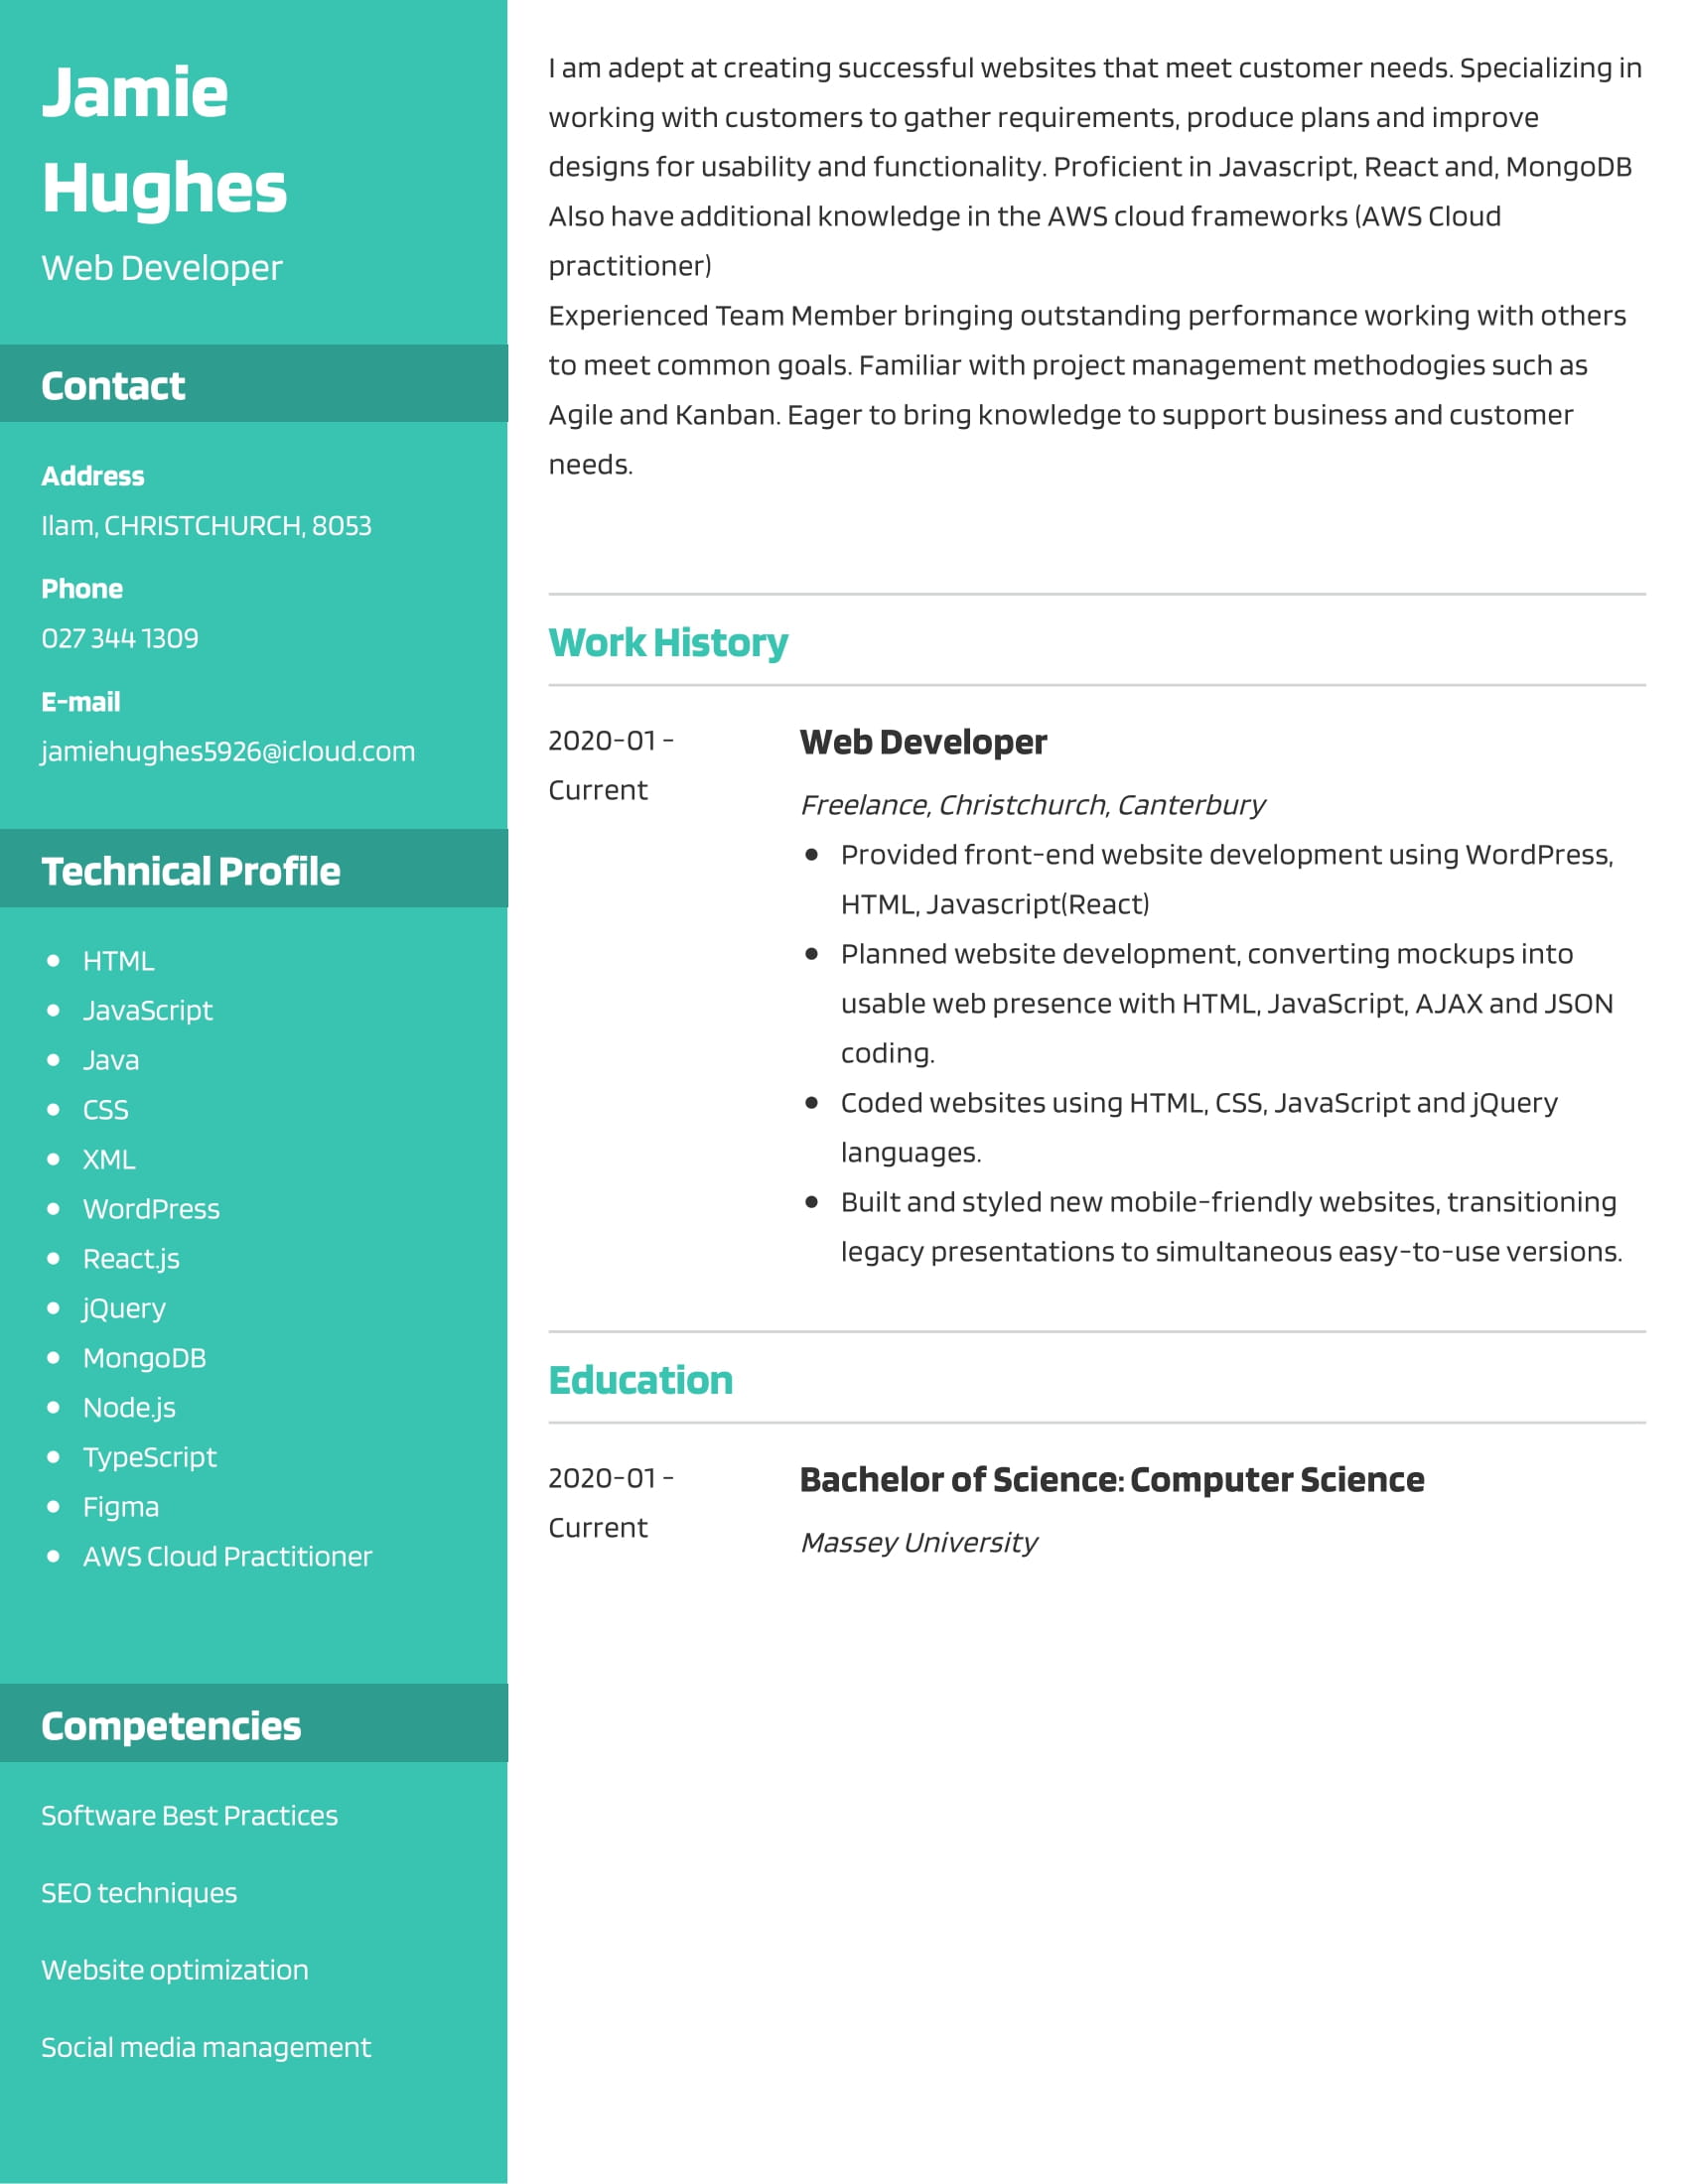 Jamie
Hughes
Web Developer
Contact
Address
Ilam, CHRISTCHURCH, 8053
Phone
027 344 1309
E-mail
jamiehughes5926@icloud.com
Technical Profile
• HTML
• JavaScript
• Java
• CSS
• XML
• WordPress
• React.js
• jQuery
• MongoDB
• Node.js
• TypeScript
• Figma
• AWS Cloud Practitioner
Competencies
Software Best Practices
SEO techniques
Website optimization
Social media management
I am adept at creating successful websites that meet customer needs. Specializing in
working with customers to gather requirements, produce plans and improve
designs for usability and functionality. Proficient in Javascript, React and, MongoDB
Also have additional knowledge in the AWS cloud frameworks (AWS Cloud
practitioner)
Experienced Team Member bringing outstanding performance working with others
to meet common goals. Familiar with project management methodogies such as
Agile and Kanban. Eager to bring knowledge to support business and customer
needs.
Work History
2020-01 -
Current
Web Developer
Freelance, Christchurch, Canterbury
• Provided front-end website development using WordPress,
HTML, Javascript(React)
• Planned website development, converting mockups into
usable web presence with HTML, JavaScript, AJAX and JSON
coding.
• Coded websites using HTML, CSS, JavaScript and jQuery
languages.
• Built and styled new mobile-friendly websites, transitioning
legacy presentations to simultaneous easy-to-use versions.
Education
2020-01 -
Current
Bachelor of Science: Computer Science
Massey University